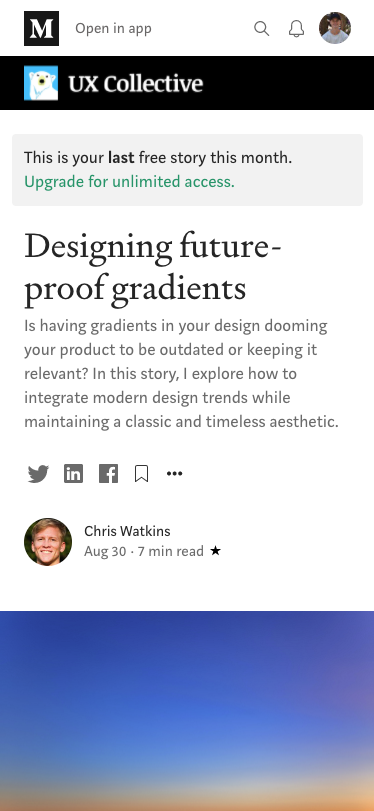 M Open in app
UX Collective
This is your last free story this month.
Upgrade for unlimited access.
Designing future-
proof gradients
Is having gradients in your design dooming
your product to be outdated or keeping it
relevant? In this story, I explore how to
integrate modern design trends while
maintaining a classic and timeless aesthetic.
Chris Watkins
Aug 30 · 7 min read ★